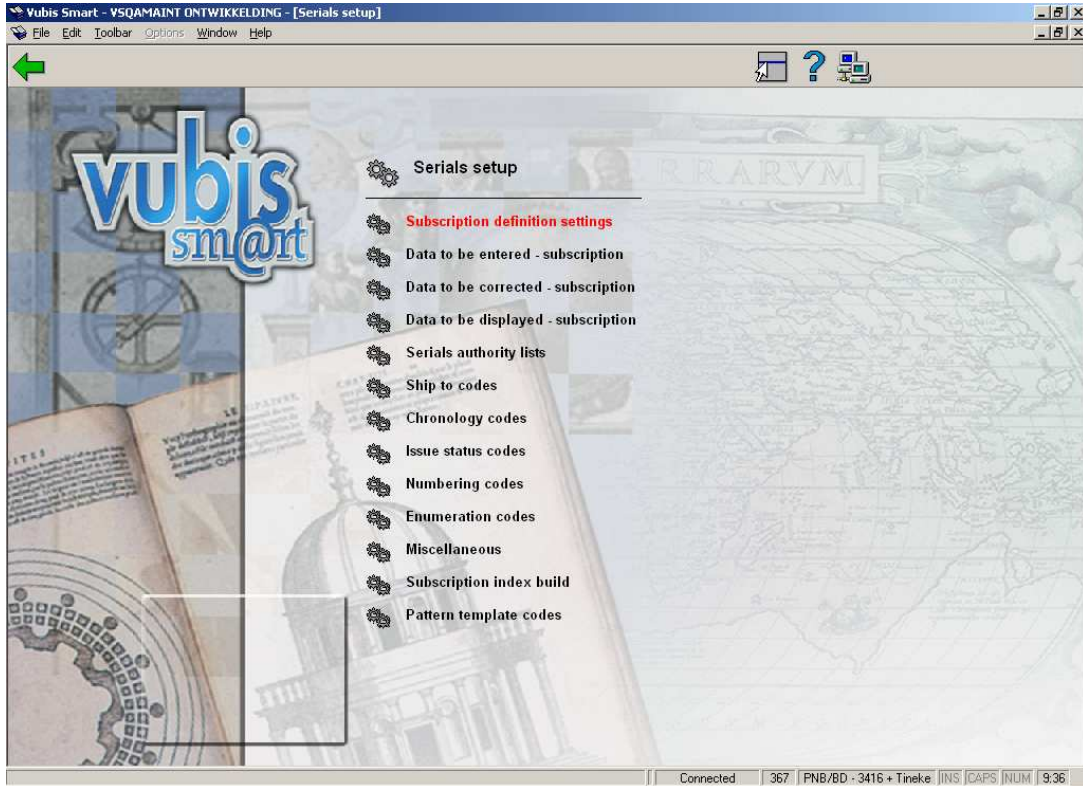 Vubis Smart - VSQAMAINT ONTWIKKELDING - [Serials setup]
File Edit Toolbar Options Window Help
vubis
sm@rt
TERRARVM
Serials setup
Subscription definition settings
Data to be entered - subscription
Data to be corrected - subscription
Data to be displayed - subscription
Serials authority lists
Ship to codes
Chronology codes
Issue status codes
Numbering codes
Enumeration codes
Miscellaneous
Subscription index build
Pattern template codes
Connected 367 PNB/BD - 3416 + Tineke INS CAPS NUM 9:36